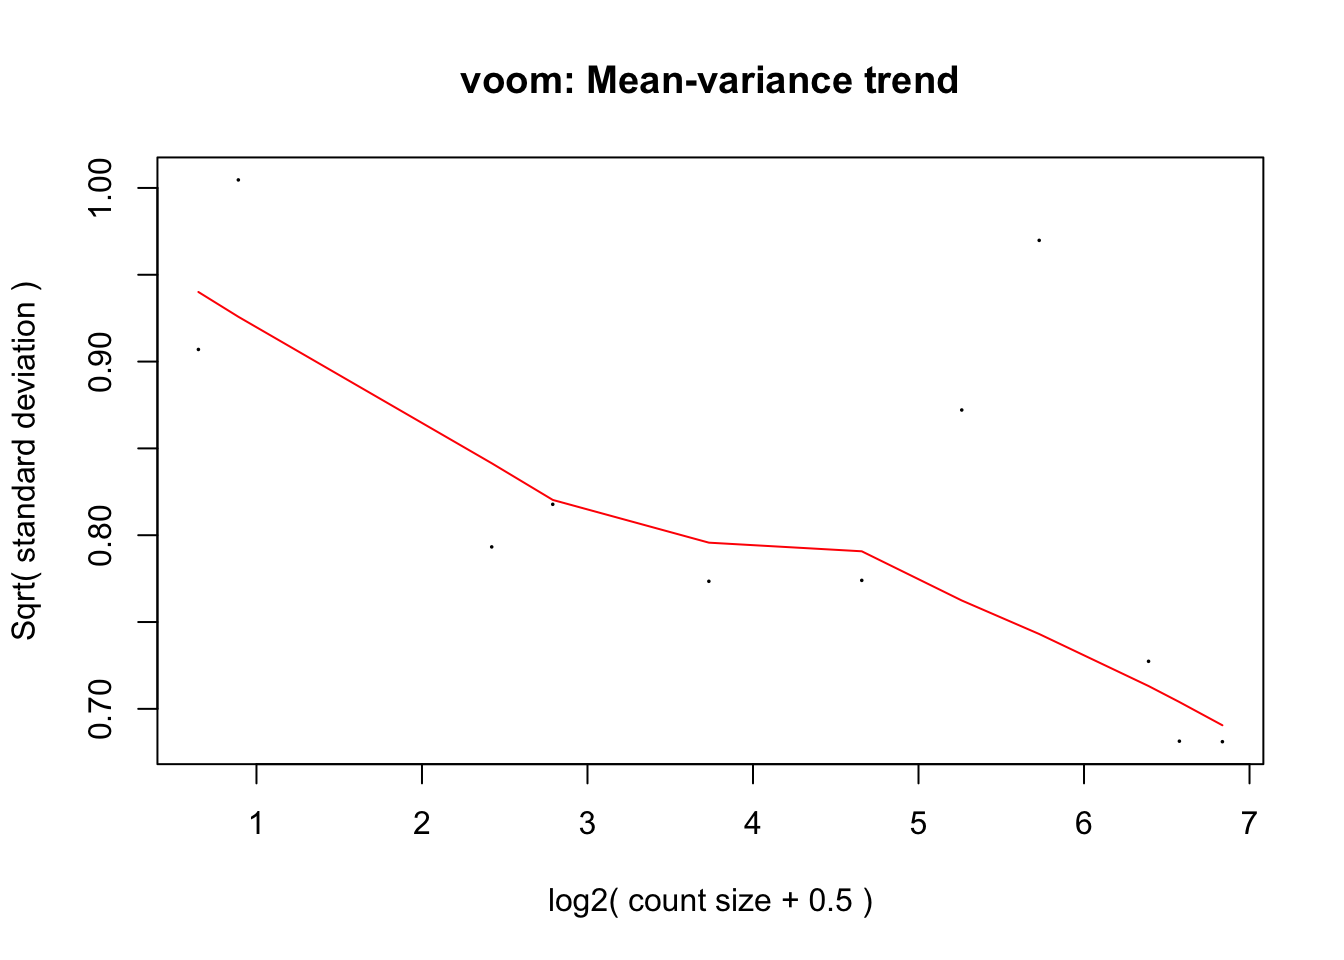 voom: Mean-variance trend
Sqrt( standard deviation )
1.00
0.90
0.80
0.70
1 2 3 4 5 6 7
log2( count size + 0.5 )